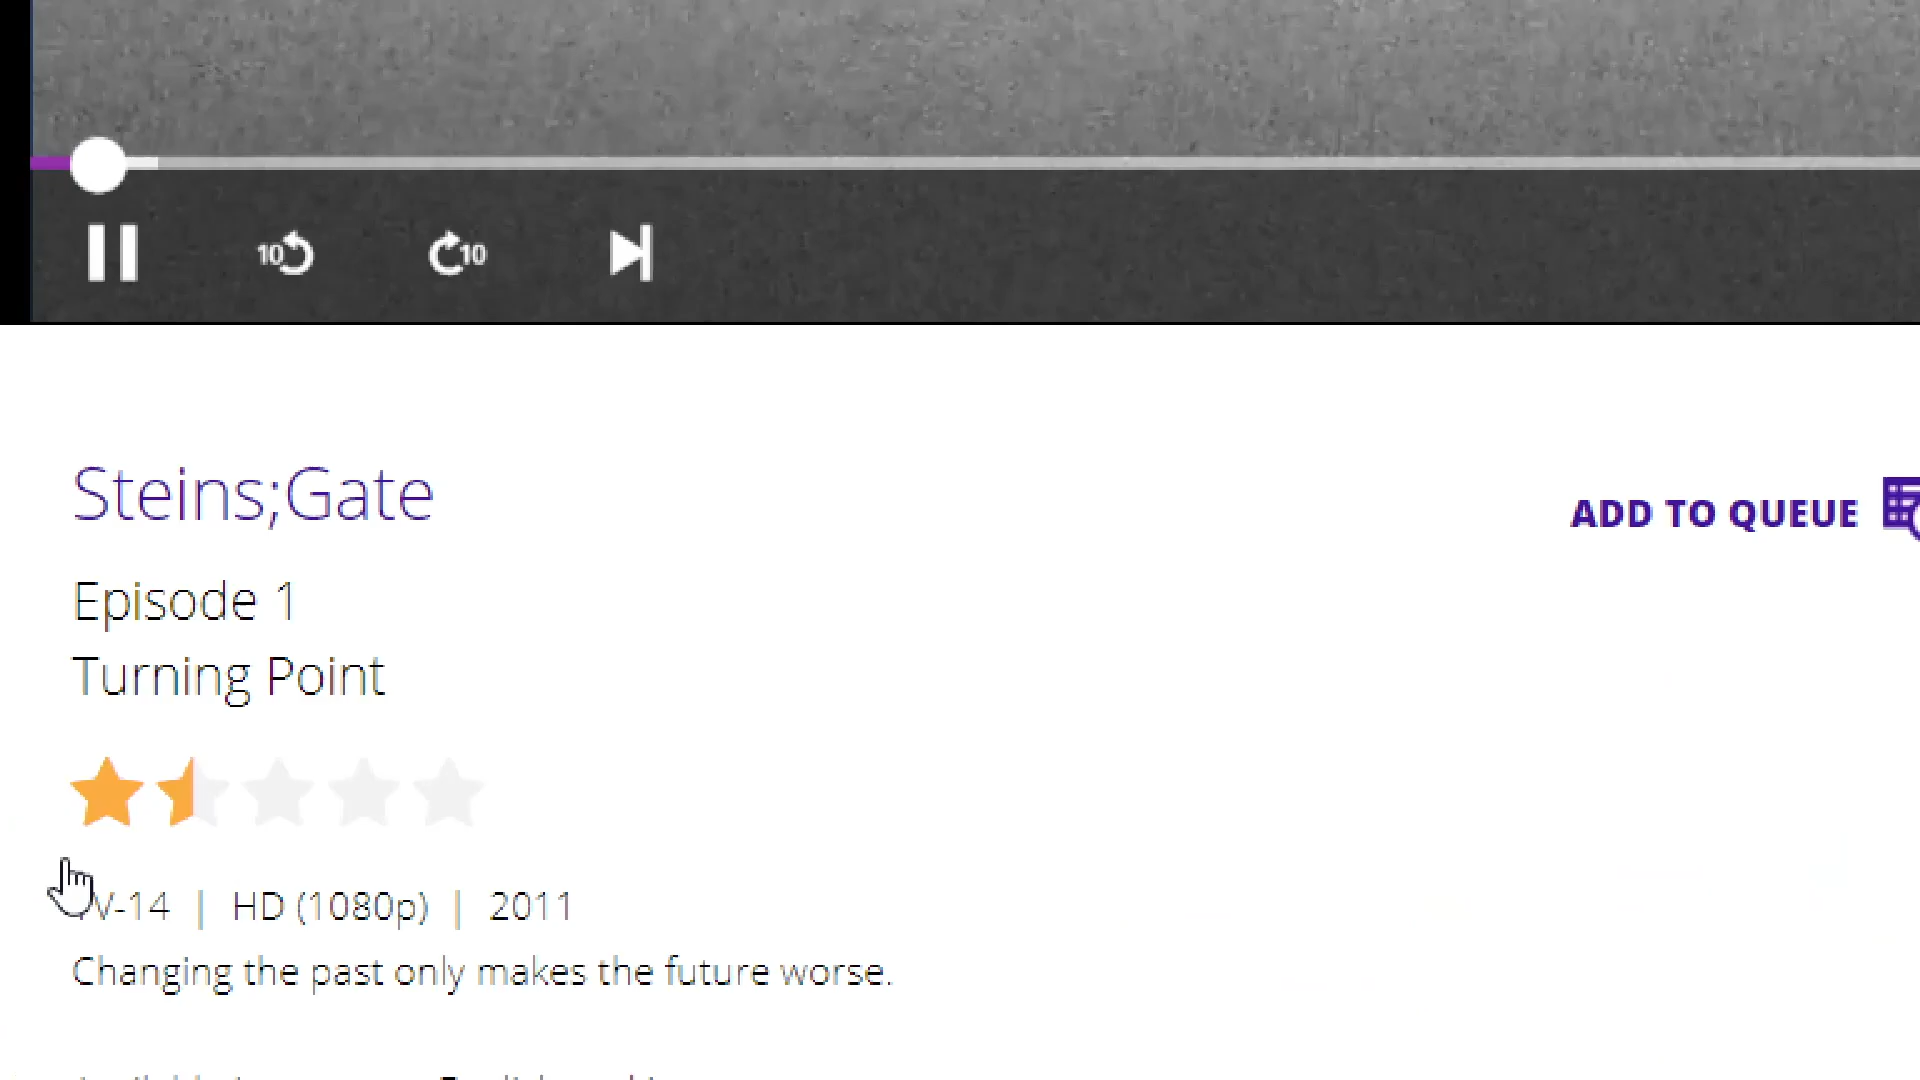 10 10
Steins;Gate
ADD TO QUEUE
Episode 1
Turning Point
V-14 | HD (1080p) | 2011
Changing the past only makes the future worse.